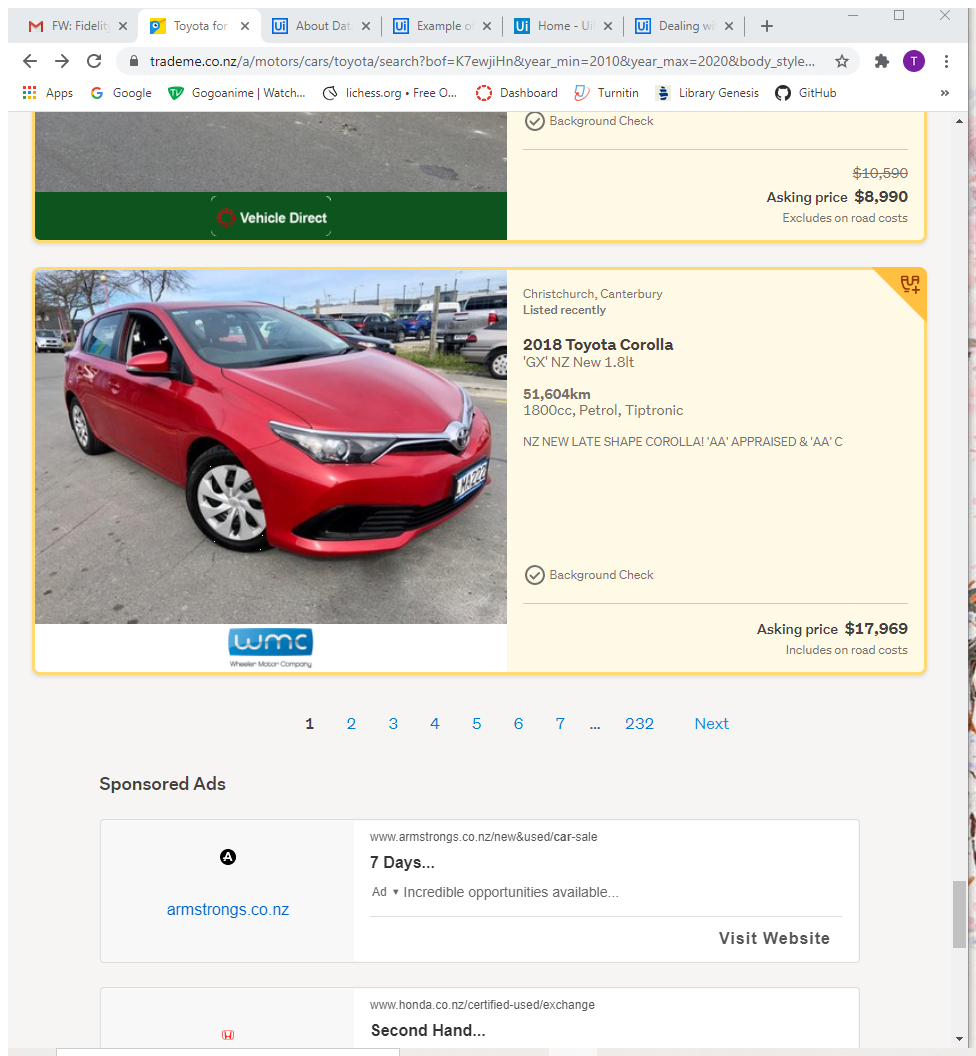 FW: Fidelit
Toyota for
About Dat
Example of
Home - Ui
Dealing wi
trademe.co.nz/a/motors/cars/toyota/search?bof=K7ewjiHn&year_min=2010&year_max=2020&body_style...
T
Apps
Google
Gogoanime | Watch...
lichess.org • Free O...
Dashboard
Turnitin
Library Genesis
GitHub
»
Background Check
$10,590
Asking price $8,990
Excludes on road costs
Vehicle Direct
Christchurch, Canterbury
Listed recently
2018 Toyota Corolla
'GX' NZ New 1.8lt
51,604km
1800cc, Petrol, Tiptronic
NZ NEW LATE SHAPE COROLLA! 'AA' APPRAISED & 'AA' C
Background Check
Asking price $17,969
Includes on road costs
wmc
Wheeler Motor Company
1 2 3 4 5 6 7 ... 232 Next
Sponsored Ads
A
armstrongs.co.nz
www.armstrongs.co.nz/new&used/car-sale
7 Days...
Ad ▾ Incredible opportunities available...
Visit Website
www.honda.co.nz/certified-used/exchange
Second Hand...